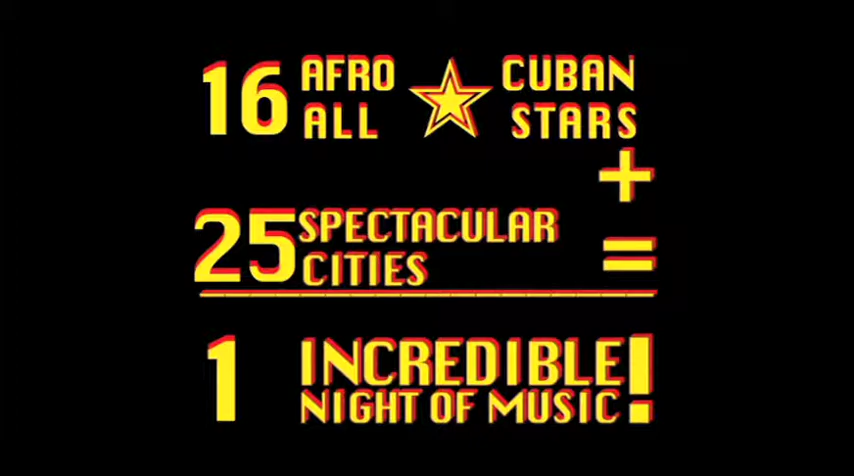 16 AFRO CUBAN
ALL STARS
+
25 SPECTACULAR
CITIES
=
1 INCREDIBLE!
NIGHT OF MUSIC